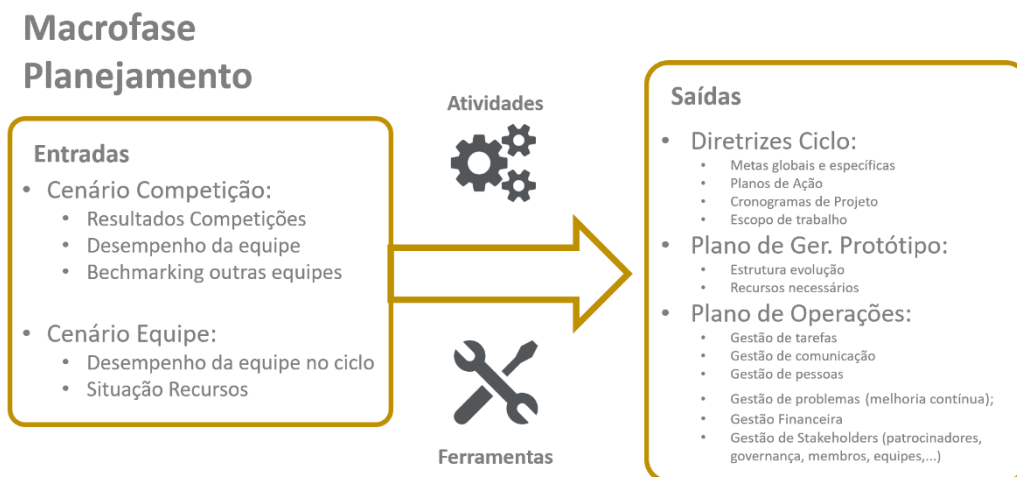 Macrofase
Planejamento
Entradas
• Cenário Competição:
• Resultados Competições
• Desempenho da equipe
• Bechmarking outras equipes
• Cenário Equipe:
• Desempenho da equipe no ciclo
• Situação Recursos
Atividades
Ferramentas
Saídas
• Diretrizes Ciclo:
• Metas globais e específicas
• Planos de Ação
• Cronogramas de Projeto
• Escopo de trabalho
• Plano de Ger. Protótipo:
• Estrutura evolução
• Recursos necessários
• Plano de Operações:
• Gestão de tarefas
• Gestão de comunicação
• Gestão de pessoas
• Gestão de problemas (melhoria contínua);
• Gestão Financeira
• Gestão de Stakeholders (patrocinadores,
governança, membros, equipes,...)